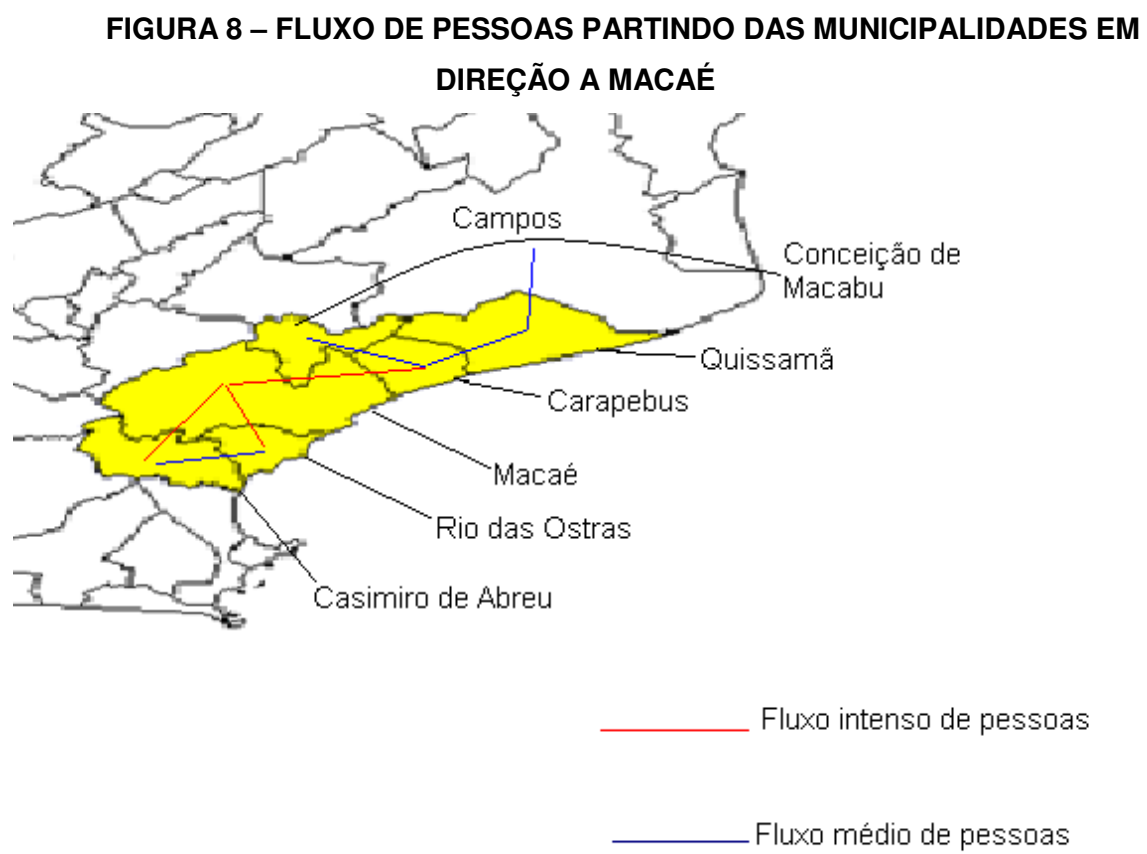 FIGURA 8 – FLUXO DE PESSOAS PARTINDO DAS MUNICIPALIDADES EM
DIREÇÃO A MACAÉ
Campos
Conceição de
Macabu
Quissamã
Carapebus
Macaé
Rio das Ostras
Casimiro de Abreu
Fluxo intenso de pessoas
Fluxo médio de pessoas